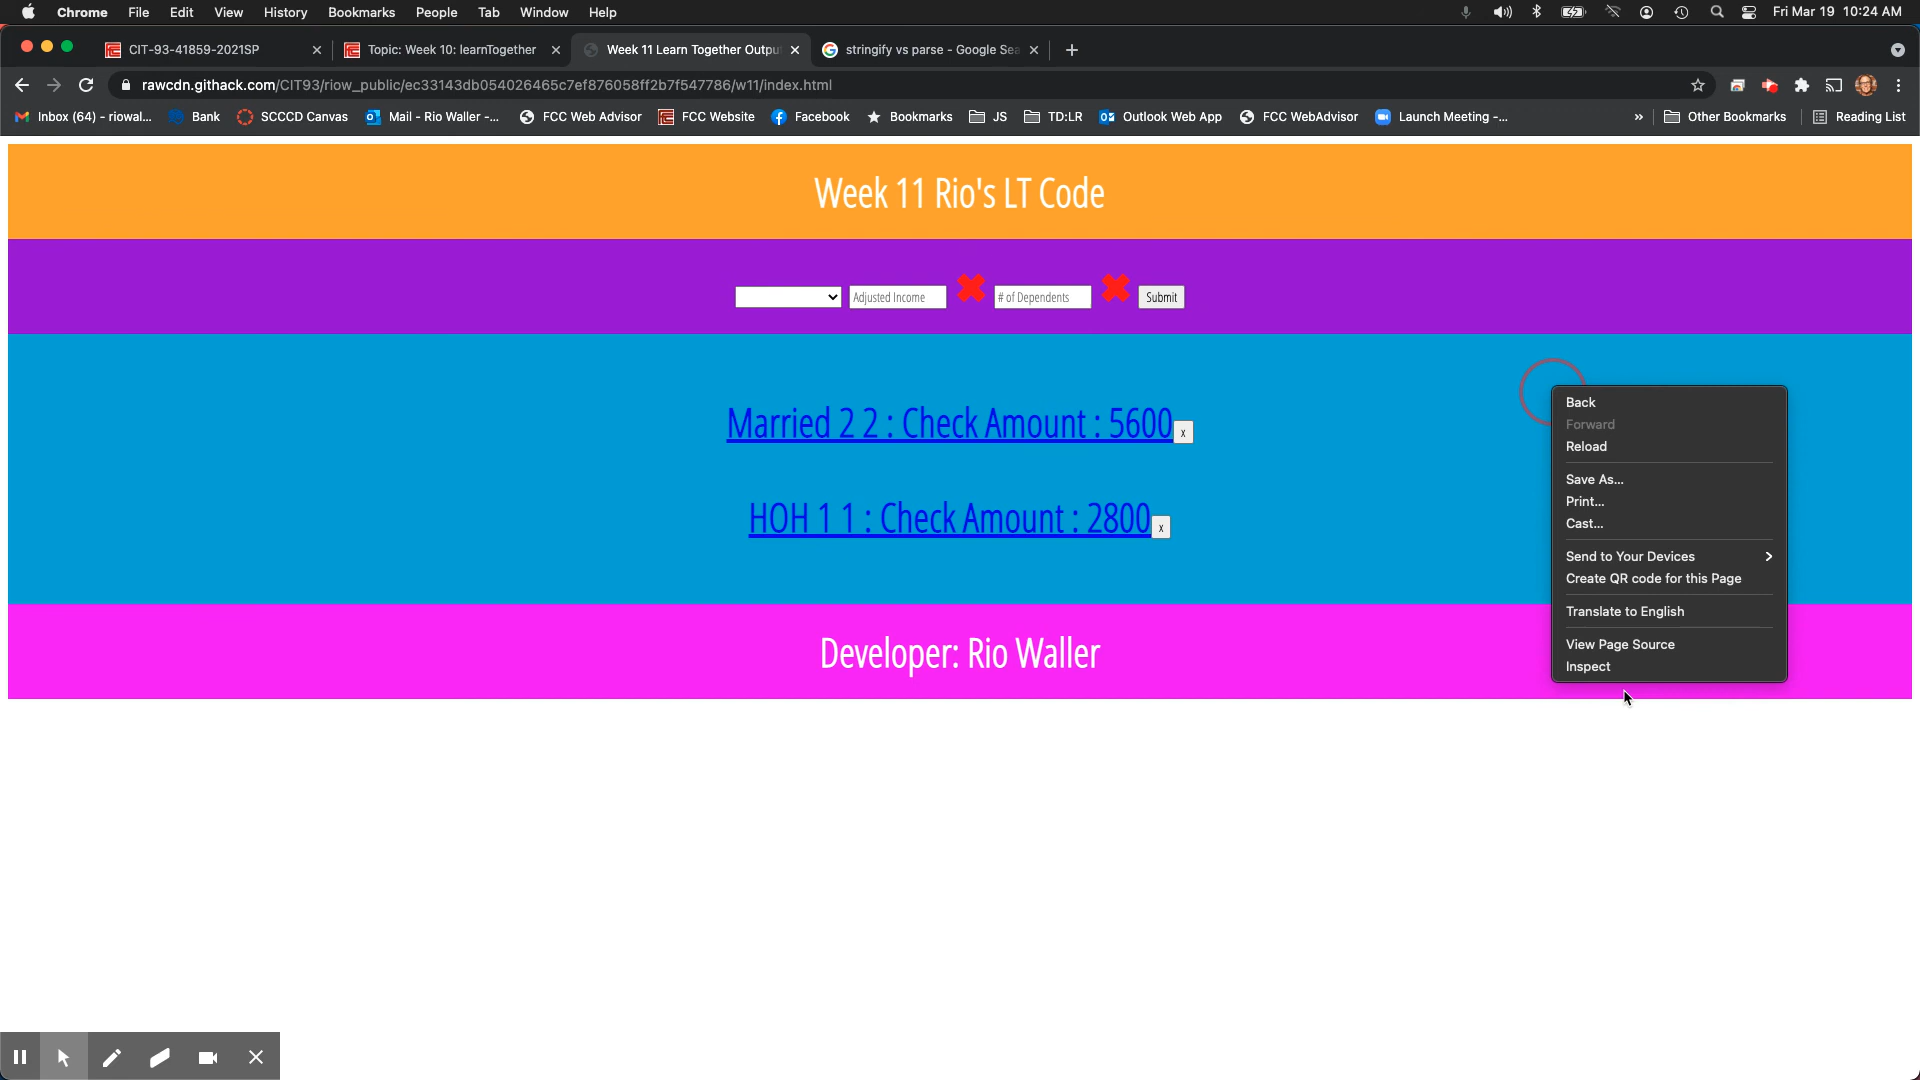 Chrome File Edit View History Bookmarks People Tab Window Help Fri Mar 19 10:24 AM
CIT-93-41859-2021SP Topic: Week 10: learnTogether Week 11 Learn Together Outpu stringify vs parse - Google Sea
rawcdn.githack.com/CIT93/riow_public/ec33143db054026465c7ef876058ff2b7f547786/w11/index.html
Inbox (64) - riowal... Bank SCCCD Canvas Mail - Rio Waller -... FCC Web Advisor FCC Website Facebook Bookmarks JS TD:LR Outlook Web App FCC WebAdvisor Launch Meeting -... » Other Bookmarks Reading List
Week 11 Rio's LT Code
Adjusted Income # of Dependents Submit
Married 2 2 : Check Amount : 5600 x
HOH 1 1 : Check Amount : 2800 x
Developer: Rio Waller
Back
Forward
Reload
Save As...
Print...
Cast...
Send to Your Devices
Create QR code for this Page
Translate to English
View Page Source
Inspect